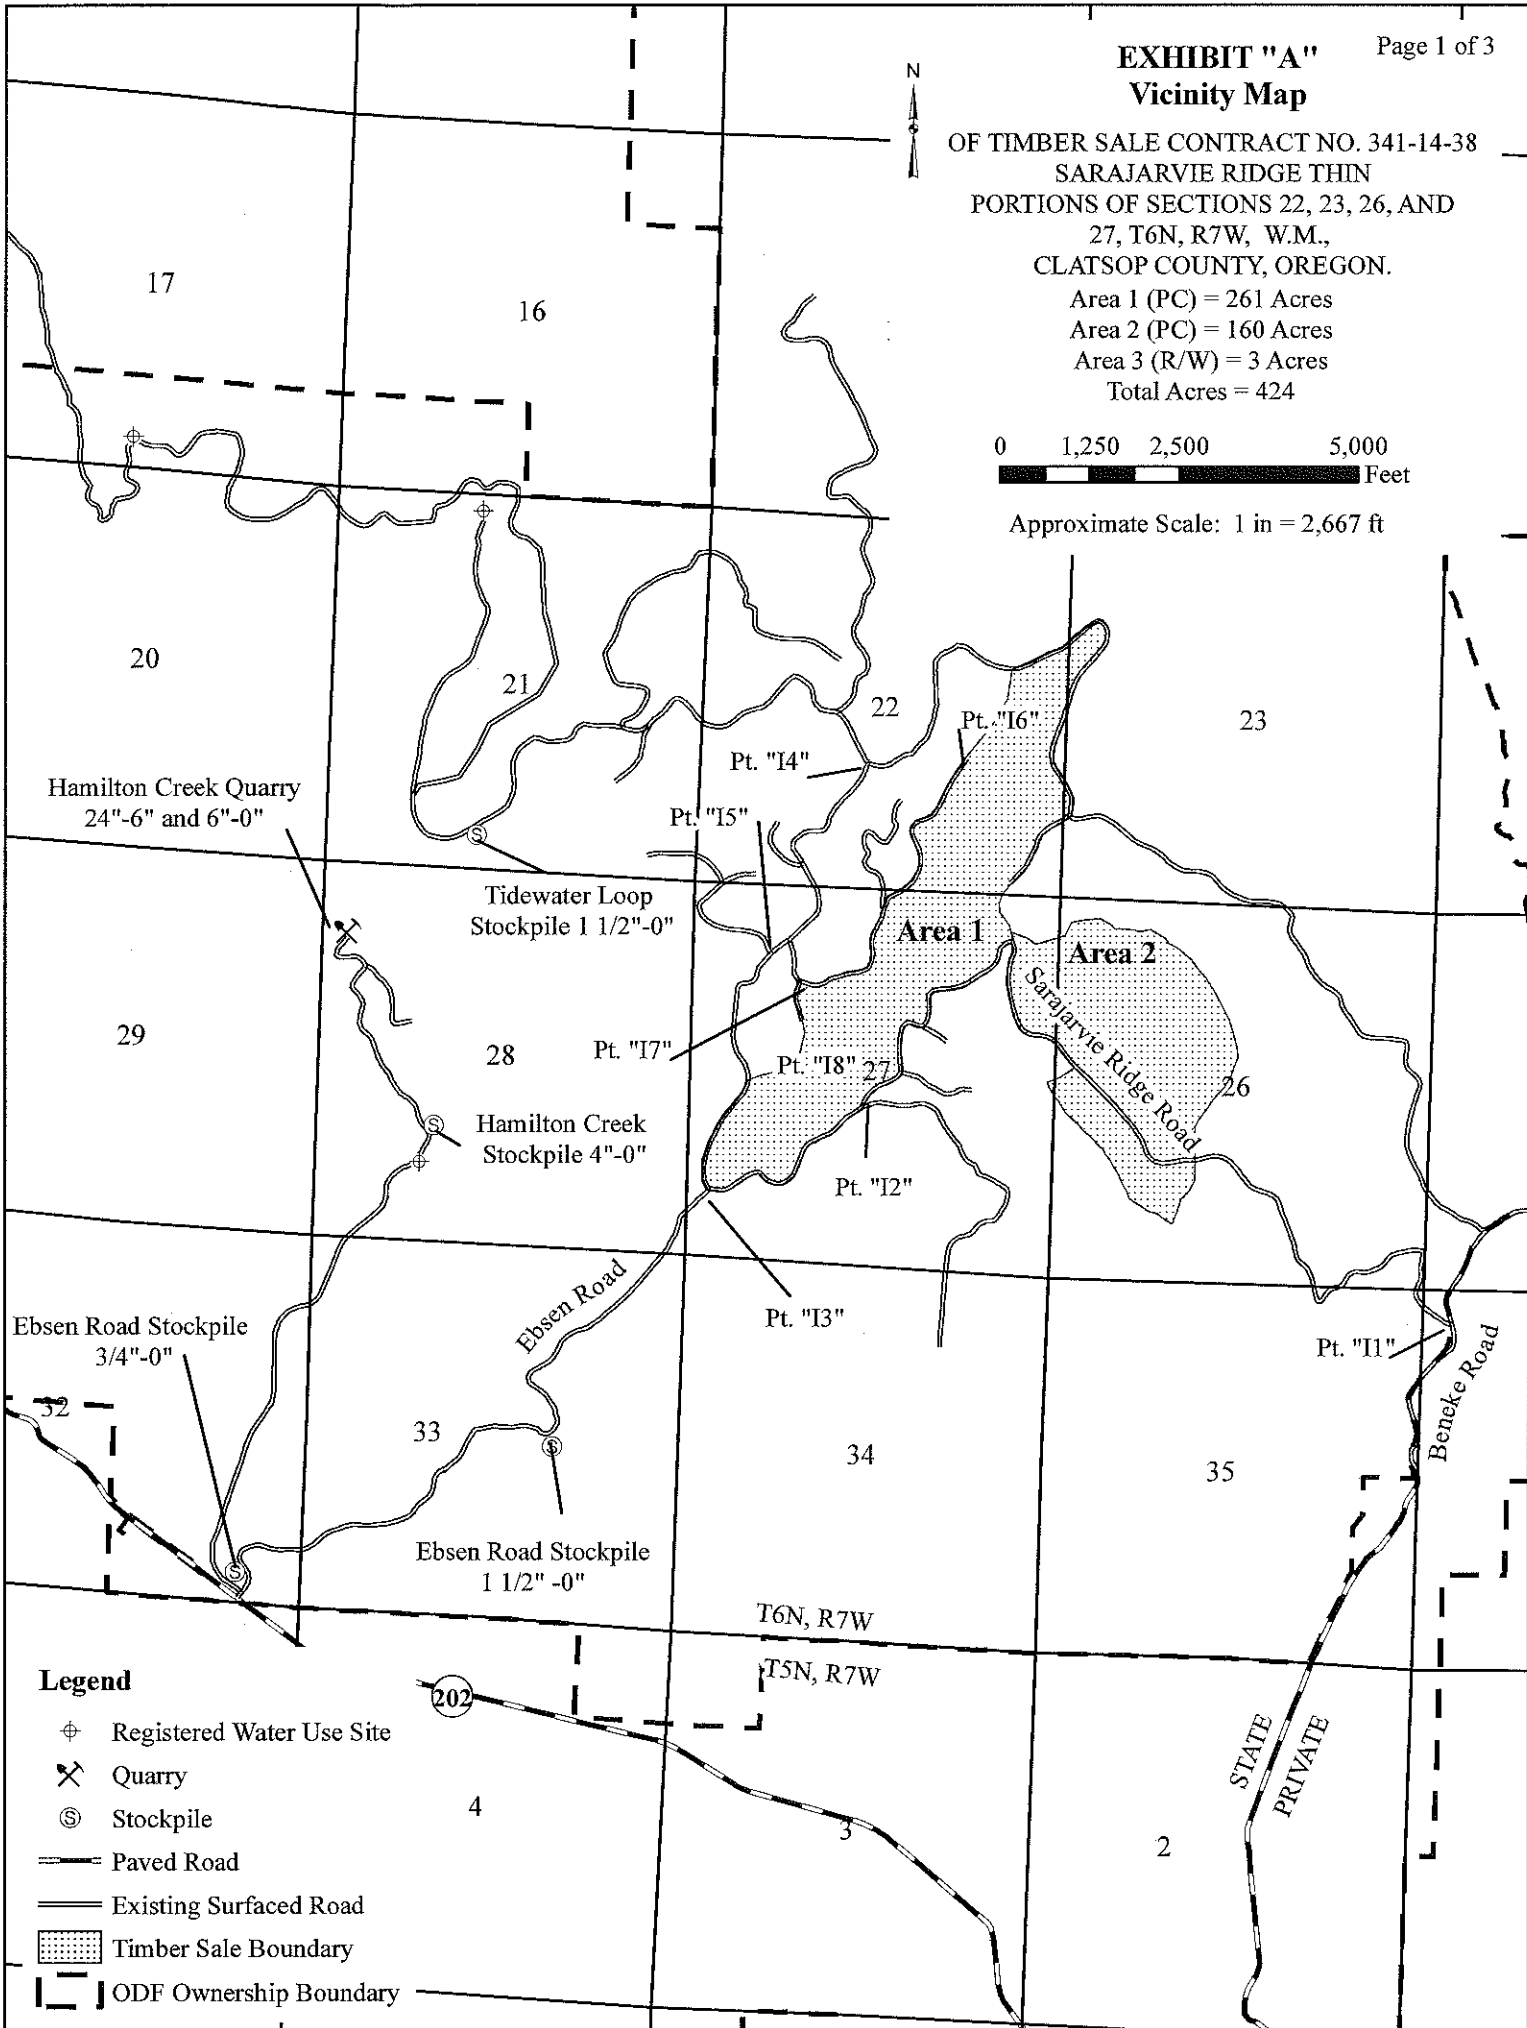 Page 1 of 3
EXHIBIT "A"
Vicinity Map
N
OF TIMBER SALE CONTRACT NO. 341-14-38
SARAJARVIE RIDGE THIN
PORTIONS OF SECTIONS 22, 23, 26, AND
27, T6N, R7W, W.M.,
CLATSOP COUNTY, OREGON.
Area 1 (PC) = 261 Acres
Area 2 (PC) = 160 Acres
Area 3 (R/W) = 3 Acres
Total Acres = 424
0 1,250 2,500 5,000
Feet
Approximate Scale: 1 in = 2,667 ft
17
16
20
21
22
23
Pt. "I6"
Pt. "I4"
Hamilton Creek Quarry
24"-6" and 6"-0"
Pt. "I5"
S
Tidewater Loop
Stockpile 1 1/2"-0"
Area 1
Area 2
Sarajarvie Ridge Road
29
28
Pt. "I7"
Pt. "I8"
27
26
S
Hamilton Creek
Stockpile 4"-0"
Pt. "I2"
Ebsen Road
Pt. "I3"
Ebsen Road Stockpile
3/4"-0"
Pt. "I1"
Beneke Road
32
33
S
34
35
Ebsen Road Stockpile
1 1/2" -0"
S
T6N, R7W
T5N, R7W
202
STATE
PRIVATE
4
3
2
Legend
Registered Water Use Site
Quarry
S Stockpile
Paved Road
Existing Surfaced Road
Timber Sale Boundary
ODF Ownership Boundary